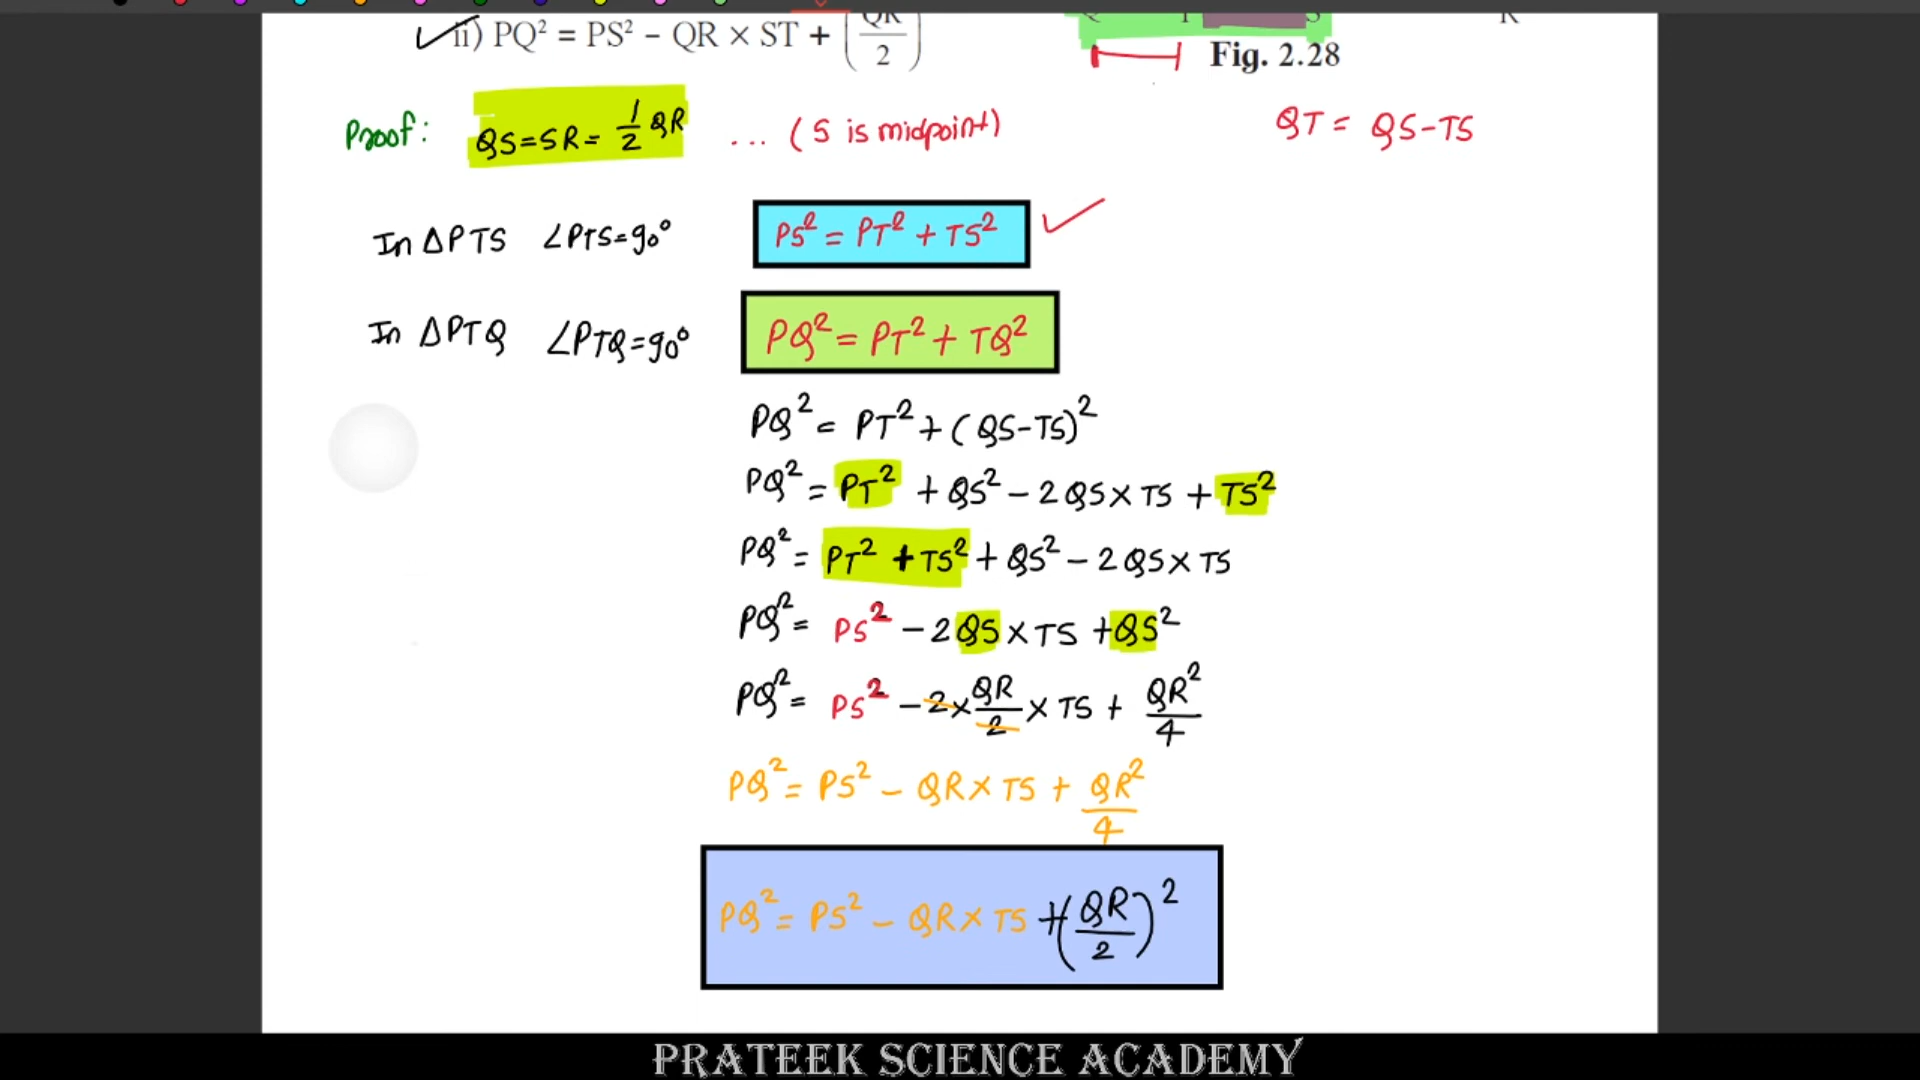 ii) PQ² = PS² – QR × ST + (QR/2)
Q T S R
Fig. 2.28
Proof: QS=SR= 1/2 QR ... (S is midpoint) QT = QS-TS
In ΔPTS ∠PTS=90° PS² = PT² + TS²
In ΔPTQ ∠PTQ=90° PQ² = PT² + TQ²
PQ² = PT² + (QS-TS)²
PQ² = PT² + QS² - 2QS × TS + TS²
PQ² = PT² + TS² + QS² - 2QS × TS
PQ² = PS² - 2QS × TS + QS²
PQ² = PS² - 2 × QR/2 × TS + QR²/4
PQ² = PS² - QR × TS + QR²/4
PQ² = PS² - QR × TS + (QR/2)²
PRATEEK SCIENCE ACADEMY